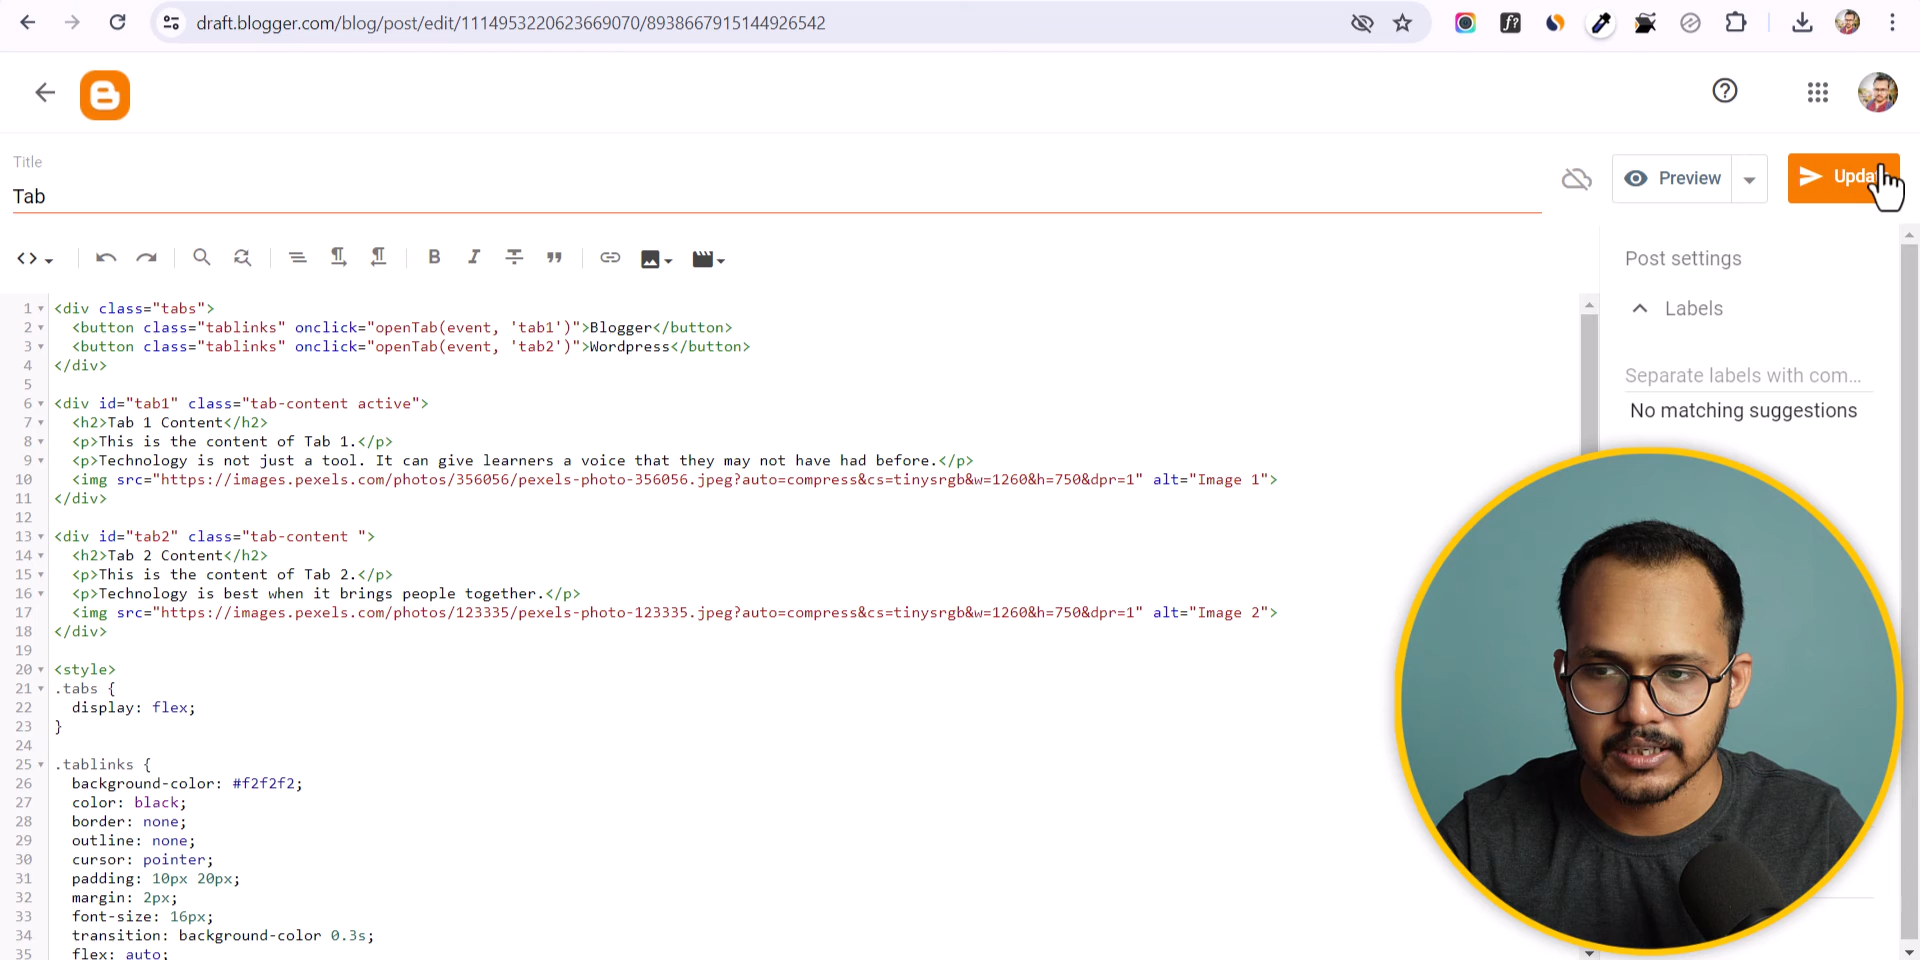 draft.blogger.com/blog/post/edit/1114953220623669070/8938667915144926542
Title
Tab
Preview
Post settings
Labels
Separate labels with com...
No matching suggestions
1 <div class="tabs">
2 <button class="tablinks" onclick="openTab(event, 'tab1')">Blogger</button>
3 <button class="tablinks" onclick="openTab(event, 'tab2')">Wordpress</button>
4 </div>
5
6 <div id="tab1" class="tab-content active">
7 <h2>Tab 1 Content</h2>
8 <p>This is the content of Tab 1.</p>
9 <p>Technology is not just a tool. It can give learners a voice that they may not have had before.</p>
10 <img src="https://images.pexels.com/photos/356056/pexels-photo-356056.jpeg?auto=compress&cs=tinysrgb&w=1260&h=750&dpr=1" alt="Image 1">
11 </div>
12
13 <div id="tab2" class="tab-content ">
14 <h2>Tab 2 Content</h2>
15 <p>This is the content of Tab 2.</p>
16 <p>Technology is best when it brings people together.</p>
17 <img src="https://images.pexels.com/photos/123335/pexels-photo-123335.jpeg?auto=compress&cs=tinysrgb&w=1260&h=750&dpr=1" alt="Image 2">
18 </div>
19
20 <style>
21 .tabs {
22 display: flex;
23 }
24
25 .tablinks {
26 background-color: #f2f2f2;
27 color: black;
28 border: none;
29 outline: none;
30 cursor: pointer;
31 padding: 10px 20px;
32 margin: 2px;
33 font-size: 16px;
34 transition: background-color 0.3s;
35 flex: auto;